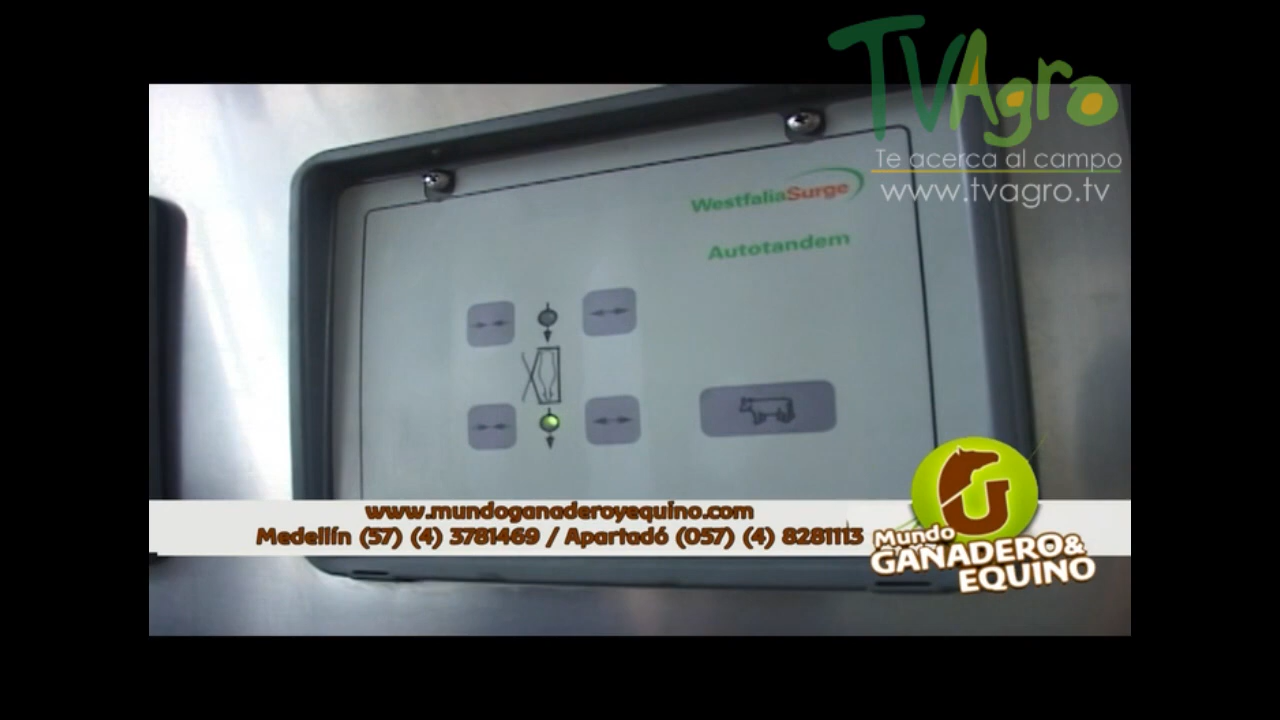 TVAgro
Te acerca al campo
www.tvagro.tv
WestfaliaSurge
Autotandem
www.mundoganaderoyequino.com
Medellín (57) (4) 3781469 / Apartadó (057) (4) 8281113
Mundo
GANADERO&
EQUINO